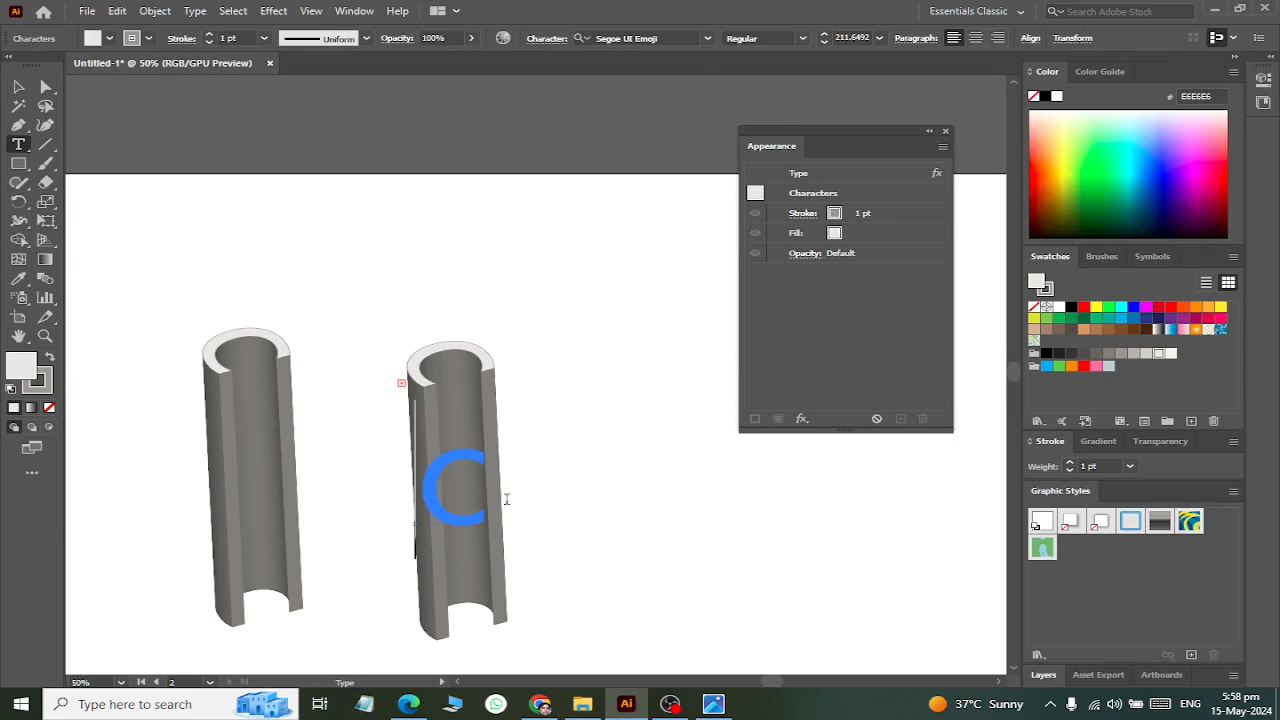 Ai File Edit Object Type Select Effect View Window Help Essentials Classic Search Adobe Stock
Characters Stroke: 1 pt Uniform Opacity: 100% Character: Segoe UI Emoji Regular 211.6492 Paragraph: Align Transform
Untitled-1* @ 50% (RGB/GPU Preview)
Color Color Guide
# E6E6E6
Appearance
Type fx
Characters
Stroke: 1 pt
Fill:
Opacity: Default
fx
Swatches Brushes Symbols
Stroke Gradient Transparency
Weight: 1 pt
Graphic Styles
Layers Asset Export Artboards
C
50% 2 Type
Type here to search
Ai
37°C Sunny
ENG
5:58 pm
15-May-2024